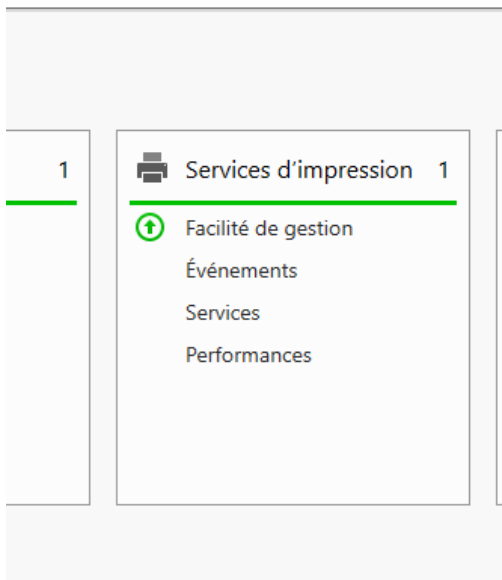 1
Services d’impression 1
Facilité de gestion
Événements
Services
Performances